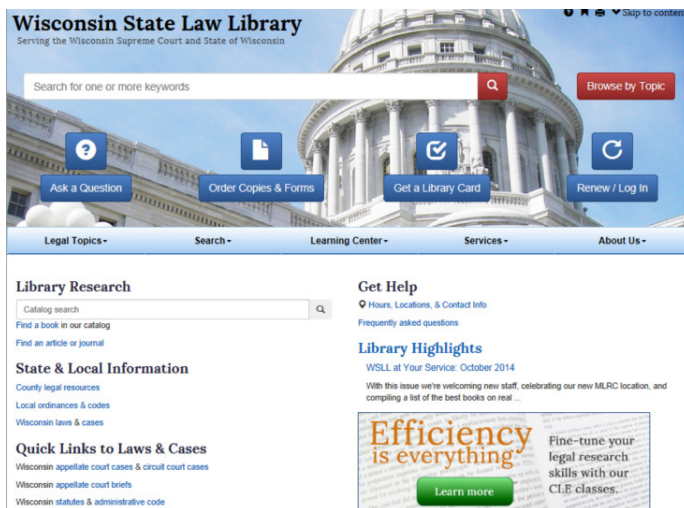 Skip to content
Wisconsin State Law Library
Serving the Wisconsin Supreme Court and State of Wisconsin
Search for one or more keywords
Browse by Topic
Ask a Question
Order Copies & Forms
Get a Library Card
Renew / Log In
Legal Topics
Search
Learning Center
Services
About Us
Library Research
Catalog search
Find a book in our catalog
Find an article or journal
State & Local Information
County legal resources
Local ordinances & codes
Wisconsin laws & cases
Quick Links to Laws & Cases
Wisconsin appellate court cases & circuit court cases
Wisconsin appellate court briefs
Wisconsin statutes & administrative code
Get Help
Hours, Locations, & Contact Info
Frequently asked questions
Library Highlights
WSLL at Your Service: October 2014
With this issue we're welcoming new staff, celebrating our new MLRC location, and
compiling a list of the best books on real ...
Efficiency
is everything
Learn more
Fine-tune your
legal research
skills with our
CLE classes.